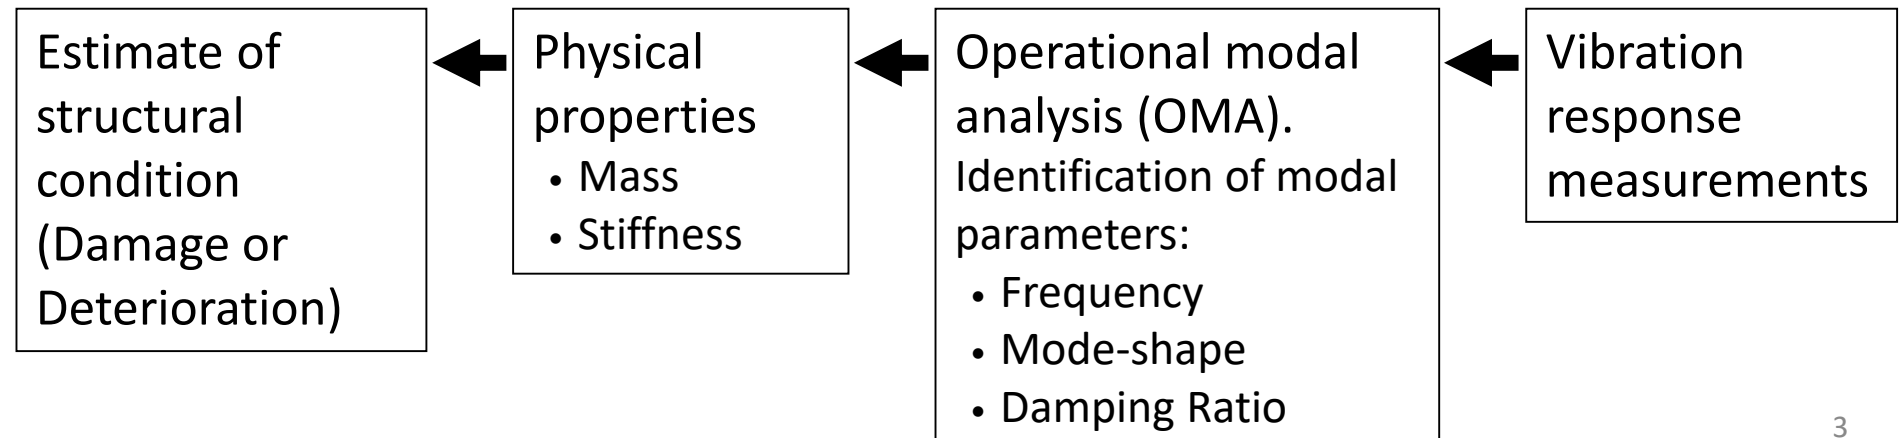 Estimate of
structural
condition
(Damage or
Deterioration)
Physical
properties
• Mass
• Stiffness
Operational modal
analysis (OMA).
Identification of modal
parameters:
• Frequency
• Mode-shape
• Damping Ratio
Vibration
response
measurements
3